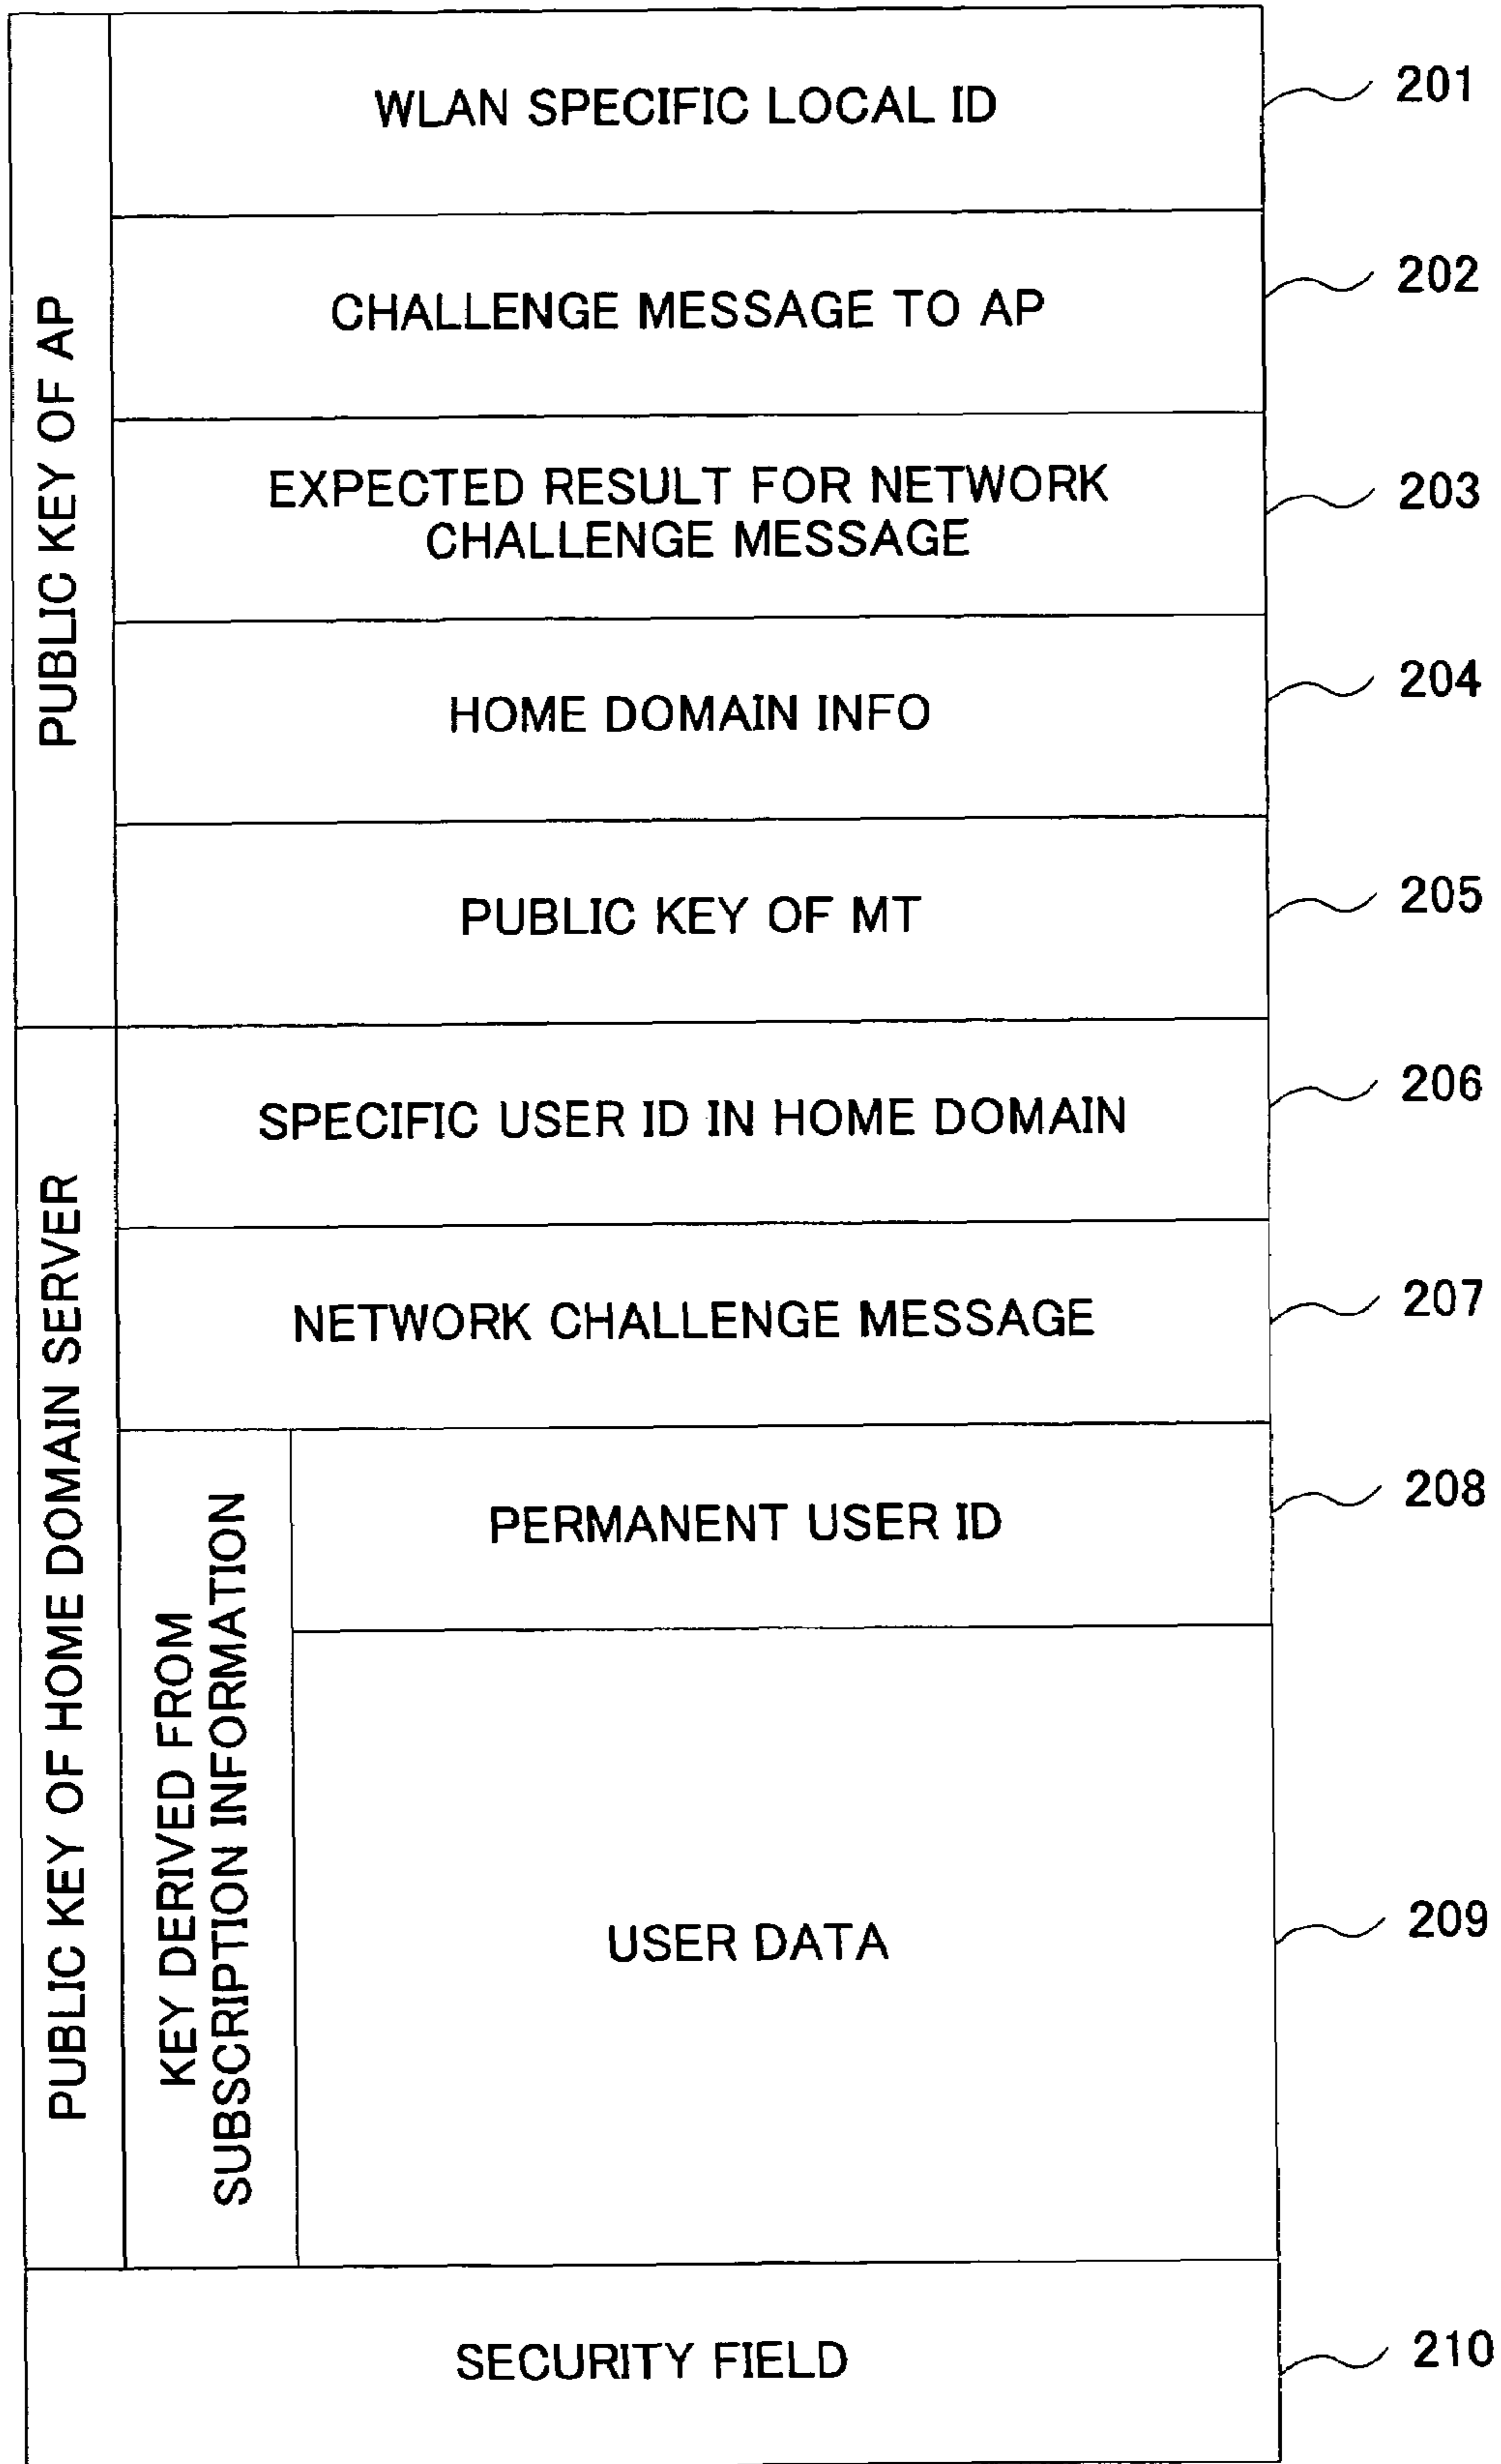 PUBLIC KEY OF AP
WLAN SPECIFIC LOCAL ID
201
CHALLENGE MESSAGE TO AP
202
EXPECTED RESULT FOR NETWORK
CHALLENGE MESSAGE
203
HOME DOMAIN INFO
204
PUBLIC KEY OF MT
205
PUBLIC KEY OF HOME DOMAIN SERVER
SPECIFIC USER ID IN HOME DOMAIN
206
NETWORK CHALLENGE MESSAGE
207
KEY DERIVED FROM
SUBSCRIPTION INFORMATION
PERMANENT USER ID
208
USER DATA
209
SECURITY FIELD
210